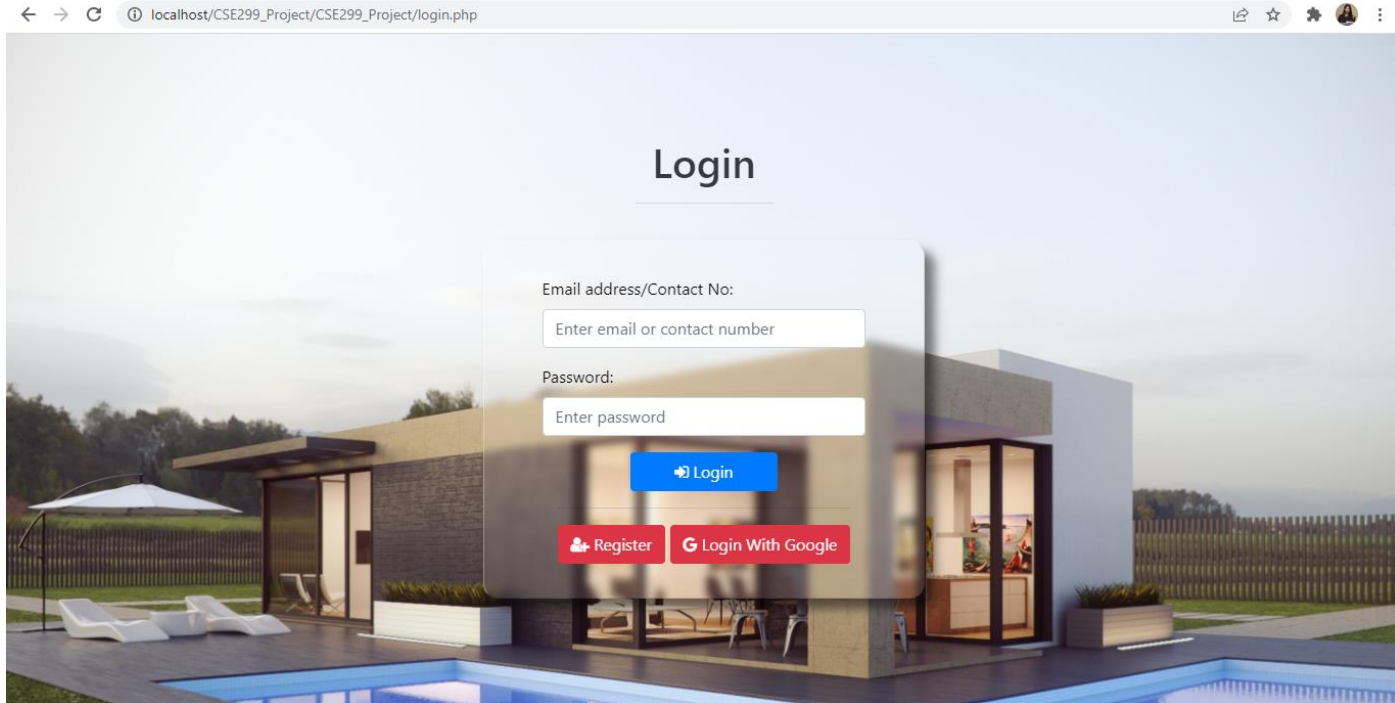 localhost/CSE299_Project/CSE299_Project/login.php
Login
Email address/Contact No:
Enter email or contact number
Password:
Enter password
Login
Register G Login With Google